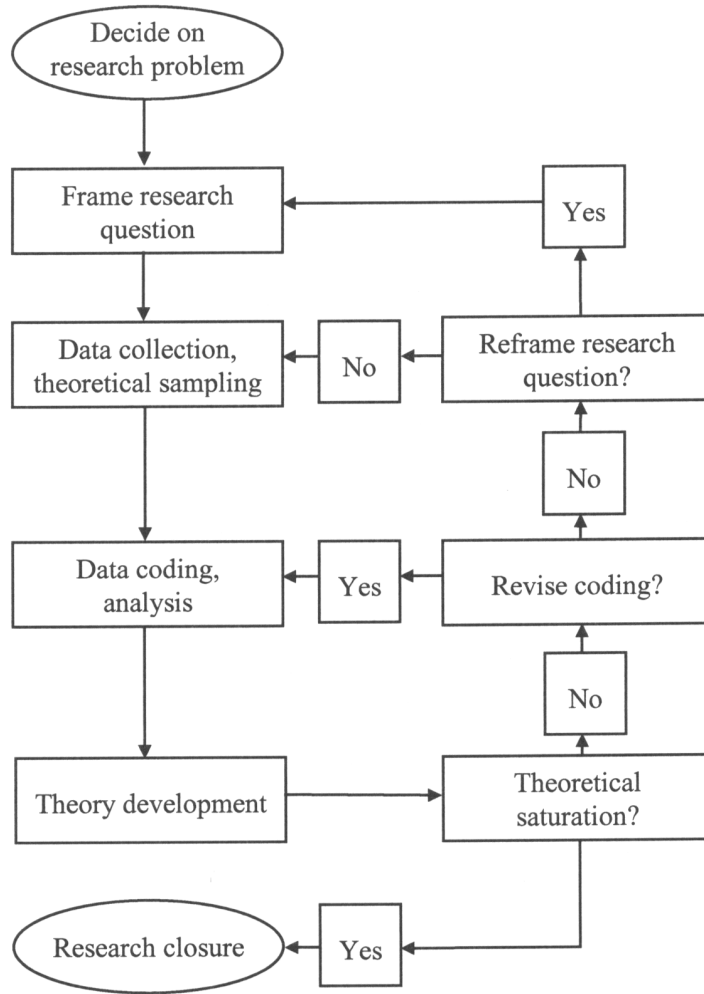 Decide on
research problem
Frame research
question
Yes
Data collection,
theoretical sampling
No
Reframe research
question?
No
Data coding,
analysis
Yes
Revise coding?
No
Theory development
Theoretical
saturation?
Research closure
Yes